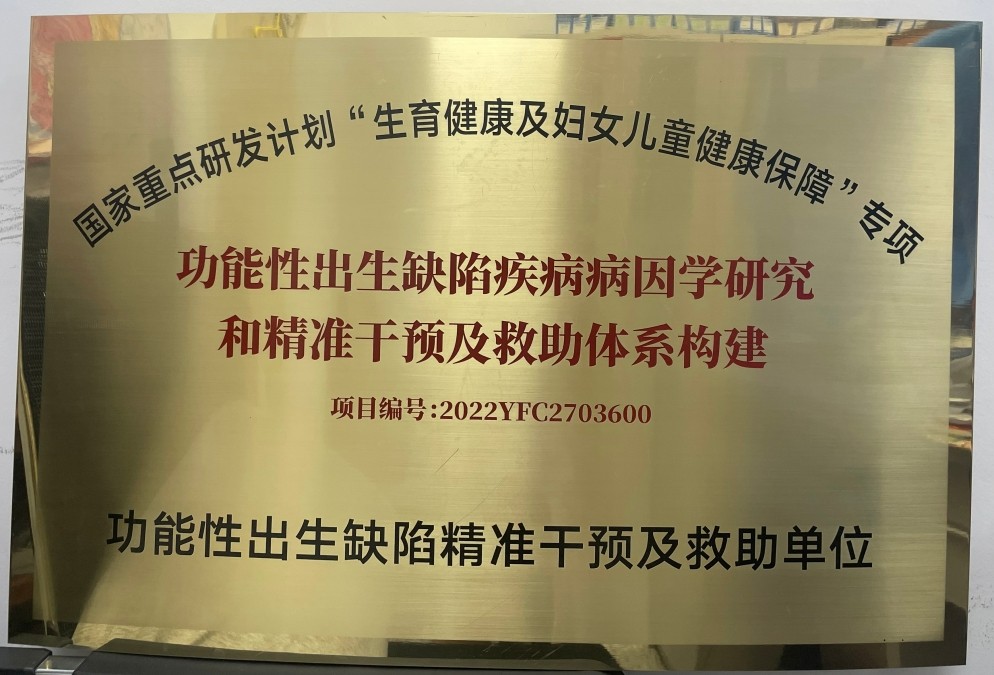 国家重点研发计划“生育健康及妇女儿童健康保障”专项
功能性出生缺陷疾病病因学研究
和精准干预及救助体系构建
项目编号:2022YFC2703600
功能性出生缺陷精准干预及救助单位